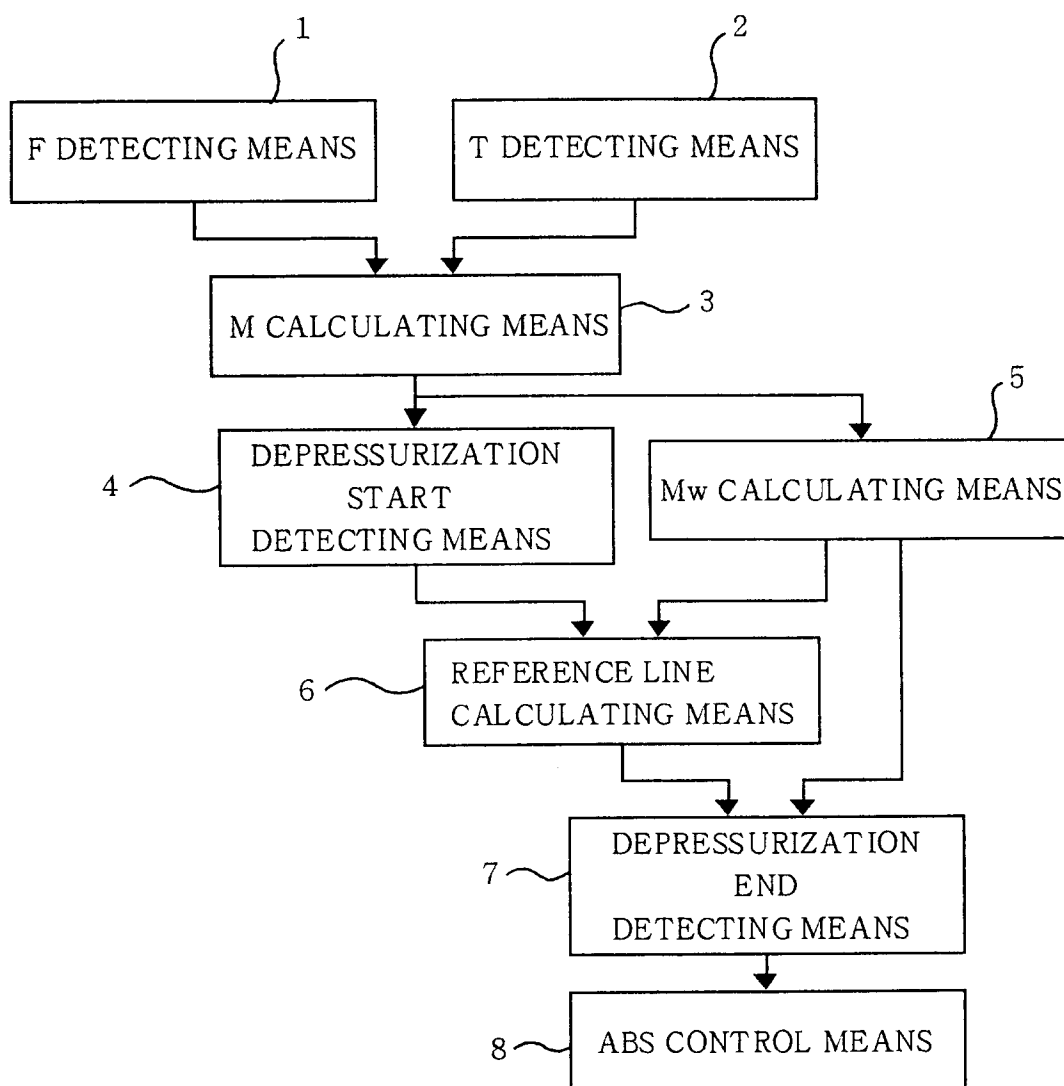 1
2
F DETECTING MEANS
T DETECTING MEANS
M CALCULATING MEANS
3
5
4
DEPRESSURIZATION
START
DETECTING MEANS
Mw CALCULATING MEANS
6
REFERENCE LINE
CALCULATING MEANS
7
DEPRESSURIZATION
END
DETECTING MEANS
8
ABS CONTROL MEANS